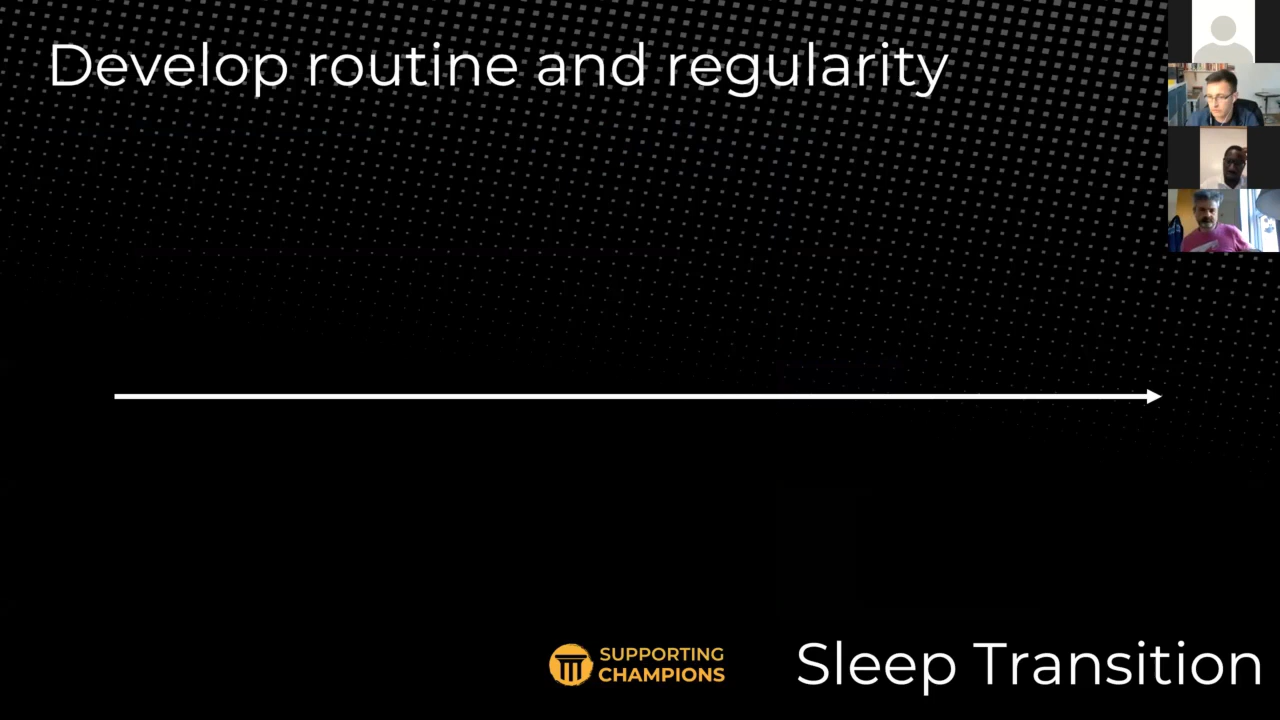 Develop routine and regularity
SUPPORTING
CHAMPIONS
Sleep Transition